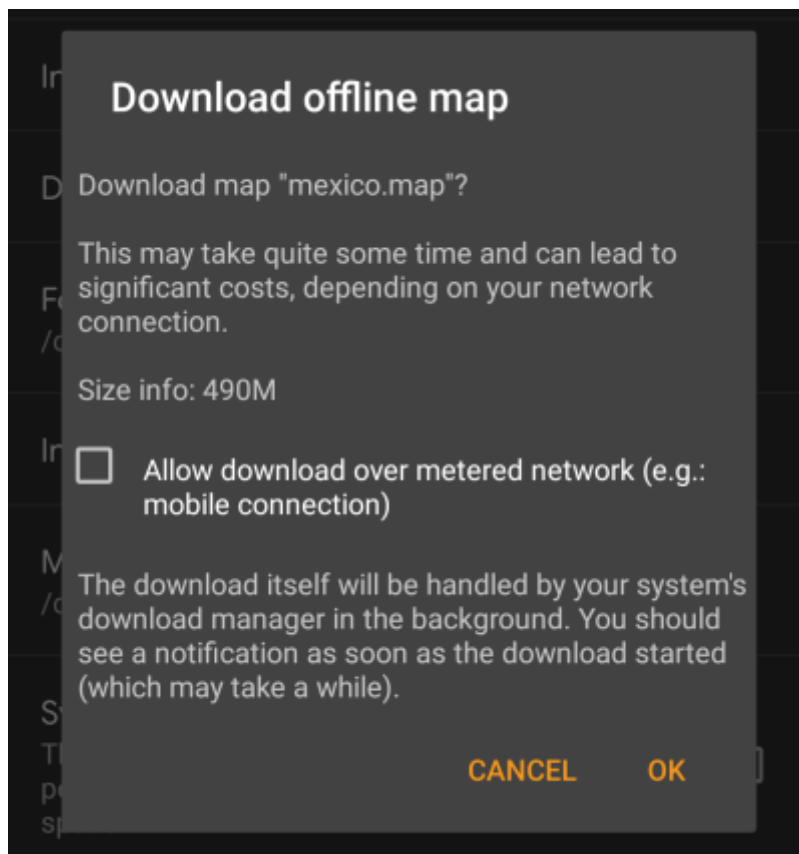 Download offline map
Download map "mexico.map"?
This may take quite some time and can lead to
significant costs, depending on your network
connection.
Size info: 490M
Allow download over metered network (e.g.:
mobile connection)
The download itself will be handled by your system's
download manager in the background. You should
see a notification as soon as the download started
(which may take a while).
CANCEL OK